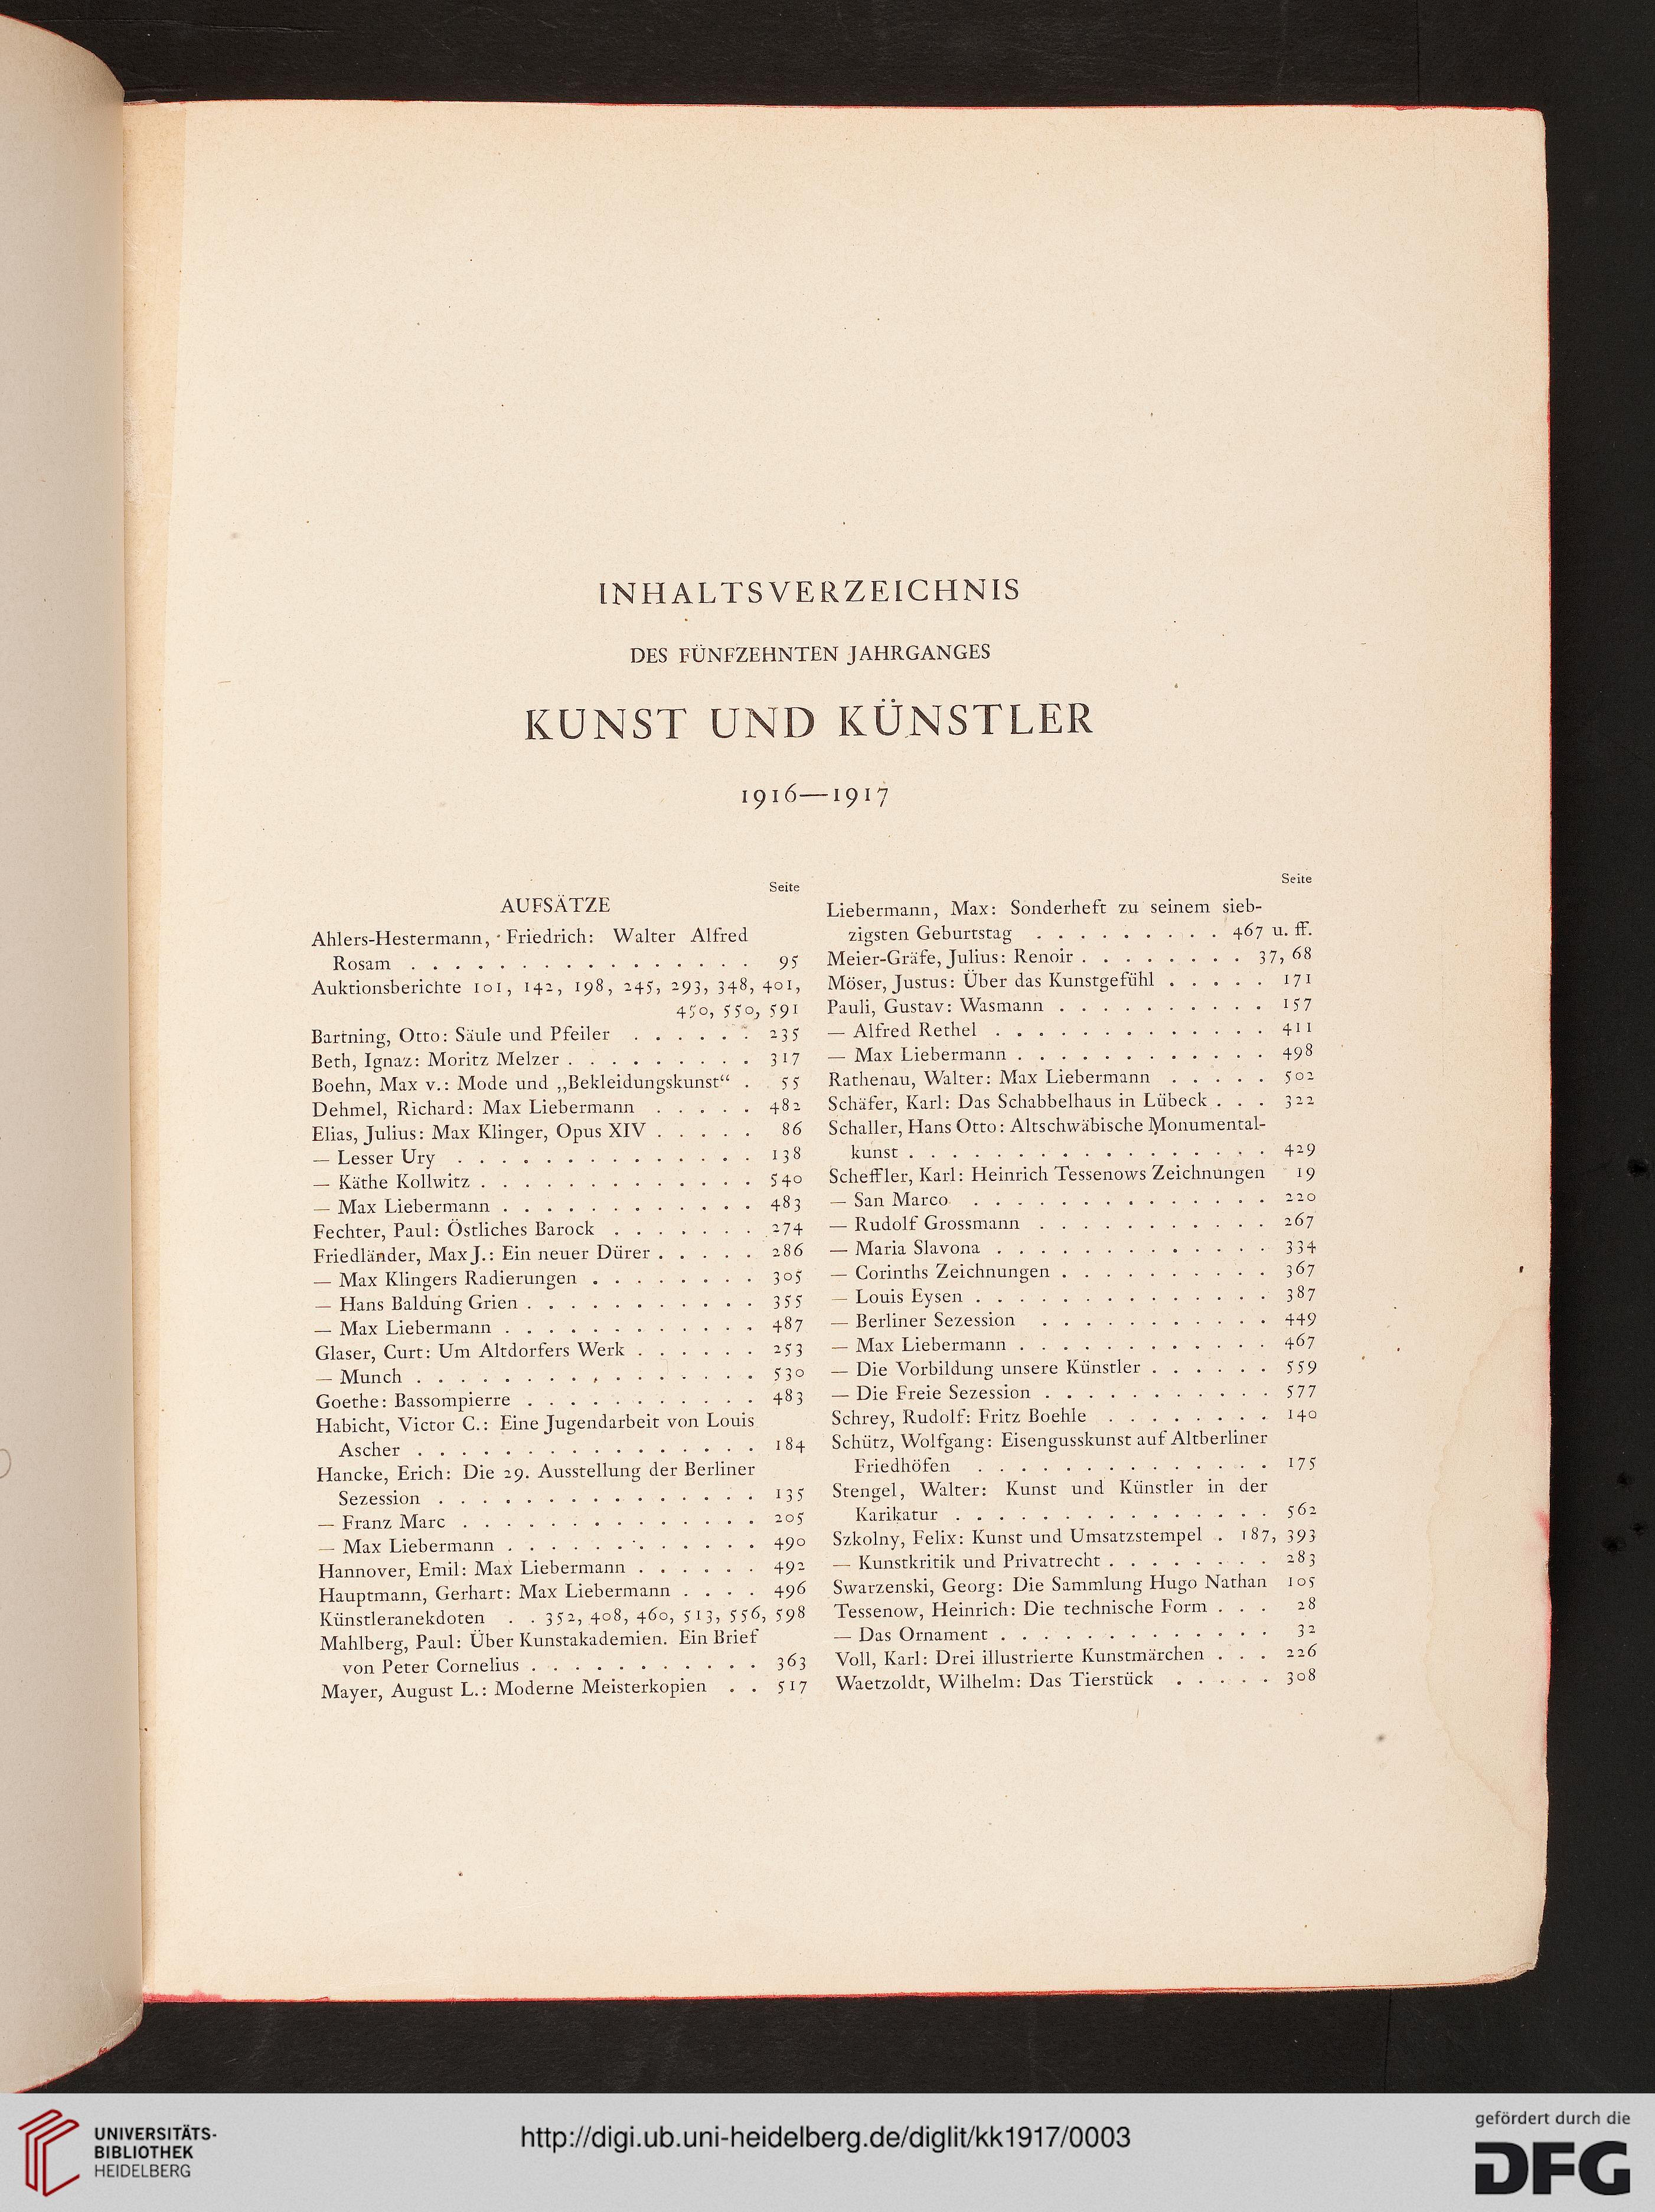 INHALTSVERZEICHNIS
DES FÜNFZEHNTEN JAHRGANGES
KUNST UND KÜNSTLER
1916—1917
Seite
AUFSÄTZE
Ahlers-Hestermann, Friedrich: Walter Alfred
Rosam . . . . . . . . . . . . . . . . 95
Auktionsberichte 101, 142, 198, 245, 293, 348, 401,
450, 550, 591
Bartning, Otto: Säule und Pfeiler . . . . . . 235
Beth, Ignaz: Moritz Melzer . . . . . . . . . 317
Boehn, Max v.: Mode und „Bekleidungskunst“ . 55
Dehmel, Richard: Max Liebermann . . . . . 482
Elias, Julius: Max Klinger, Opus XIV . . . . . 86
— Lesser Ury . . . . . . . . . . . . . . 138
— Käthe Kollwitz . . . . . . . . . . . . . 540
— Max Liebermann . . . . . . . . . . . . 483
Fechter, Paul: Östliches Barock . . . . . . . 274
Friedländer, Max J.: Ein neuer Dürer . . . . . 286
— Max Klingers Radierungen . . . . . . . . 305
— Hans Baldung Grien . . . . . . . . . . . 355
— Max Liebermann . . . . . . . . . . . . 487
Glaser, Curt: Um Altdorfers Werk . . . . . . 253
— Munch . . . . . . . . . . . . . . . . 530
Goethe: Bassompierre . . . . . . . . . . . 483
Habicht, Victor C.: Eine Jugendarbeit von Louis
Ascher . . . . . . . . . . . . . . . . 184
Hancke, Erich: Die 29. Ausstellung der Berliner
Sezession . . . . . . . . . . . . . . . 135
— Franz Marc . . . . . . . . . . . . . . 205
— Max Liebermann . . . . . . . . . . . . 490
Hannover, Emil: Max Liebermann . . . . . . 492
Hauptmann, Gerhart: Max Liebermann . . . . 496
Künstleranekdoten . . 352, 408, 460, 513, 556, 598
Mahlberg, Paul: Über Kunstakademien. Ein Brief
von Peter Cornelius . . . . . . . . . . . 363
Mayer, August L.: Moderne Meisterkopien . . 517
Seite
Liebermann, Max: Sonderheft zu seinem sieb-
zigsten Geburtstag . . . . . . . . . 467 u. ff.
Meier-Gräfe, Julius: Renoir . . . . . . . . 37, 68
Möser, Justus: Über das Kunstgefühl . . . . . 171
Pauli, Gustav: Wasmann . . . . . . . . . . 157
— Alfred Rethel . . . . . . . . . . . . . 411
— Max Liebermann . . . . . . . . . . . . 498
Rathenau, Walter: Max Liebermann . . . . . 502
Schäfer, Karl: Das Schabbelhaus in Lübeck . . . 322
Schaller, Hans Otto: Altschwäbische Monumental-
kunst . . . . . . . . . . . . . . . . . 429
Scheffler, Karl: Heinrich Tessenows Zeichnungen 19
— San Marco . . . . . . . . . . . . . . 220
— Rudolf Grossmann . . . . . . . . . . . 267
— Maria Slavona . . . . . . . . . . . . . 334
— Corinths Zeichnungen . . . . . . . . . . 367
— Louis Eysen . . . . . . . . . . . . . . 387
— Berliner Sezession . . . . . . . . . . . 449
— Max Liebermann . . . . . . . . . . . . 467
— Die Vorbildung unsere Künstler . . . . . . 559
— Die Freie Sezession . . . . . . . . . . . 577
Schrey, Rudolf: Fritz Boehle . . . . . . . . 140
Schütz, Wolfgang: Eisengusskunst auf Altberliner
Friedhöfen . . . . . . . . . . . . . . 175
Stengel, Walter: Kunst und Künstler in der
Karikatur . . . . . . . . . . . . . . . 562
Szkolny, Felix: Kunst und Umsatzstempel . 187, 393
— Kunstkritik und Privatrecht . . . . . . . . 283
Swarzenski, Georg: Die Sammlung Hugo Nathan 105
Tessenow, Heinrich: Die technische Form . . . 28
— Das Ornament . . . . . . . . . . . . . 32
Voll, Karl: Drei illustrierte Kunstmärchen . . . 226
Waetzoldt, Wilhelm: Das Tierstück . . . . . 308
UNIVERSITÄTS-
BIBLIOTHEK
HEIDELBERG
http://digi.ub.uni-heidelberg.de/diglit/kk1917/0003
gefördert durch die
DFG